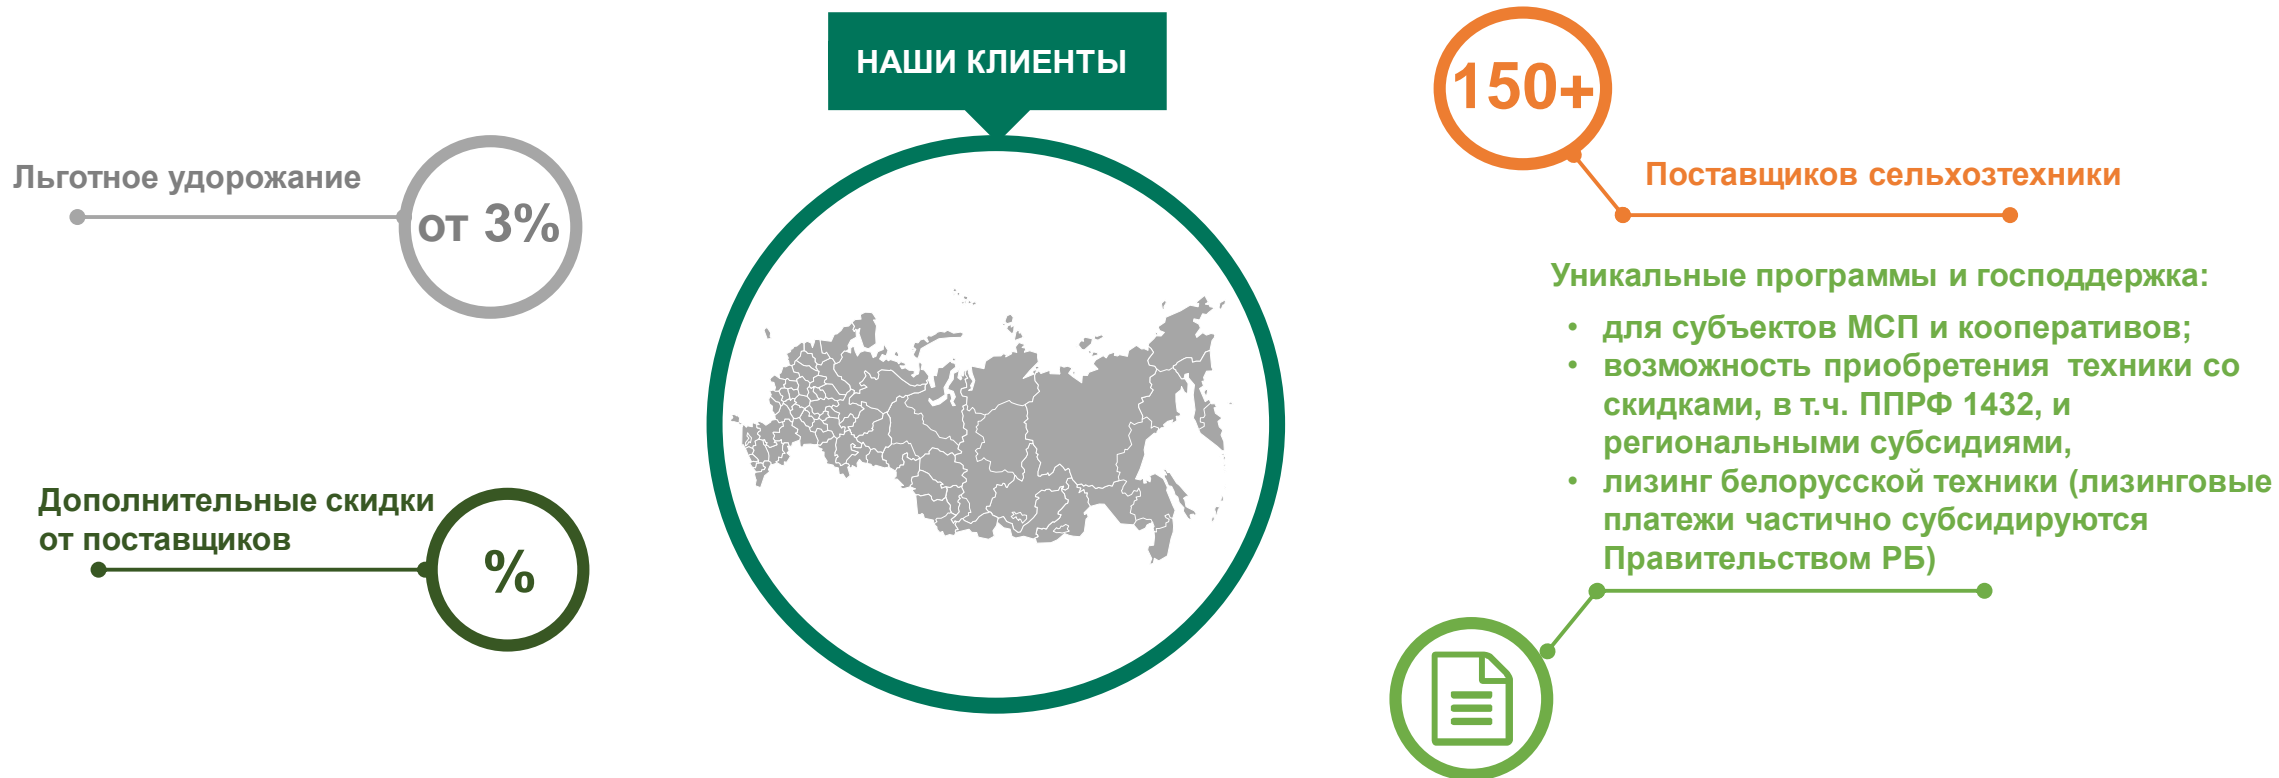 НАШИ КЛИЕНТЫ
Льготное удорожание
от 3%
Дополнительные скидки
от поставщиков
%
150+
Поставщиков сельхозтехники
Уникальные программы и господдержка:
• для субъектов МСП и кооперативов;
• возможность приобретения техники со
скидками, в т.ч. ППРФ 1432, и
региональными субсидиями,
• лизинг белорусской техники (лизинговые
платежи частично субсидируются
Правительством РБ)